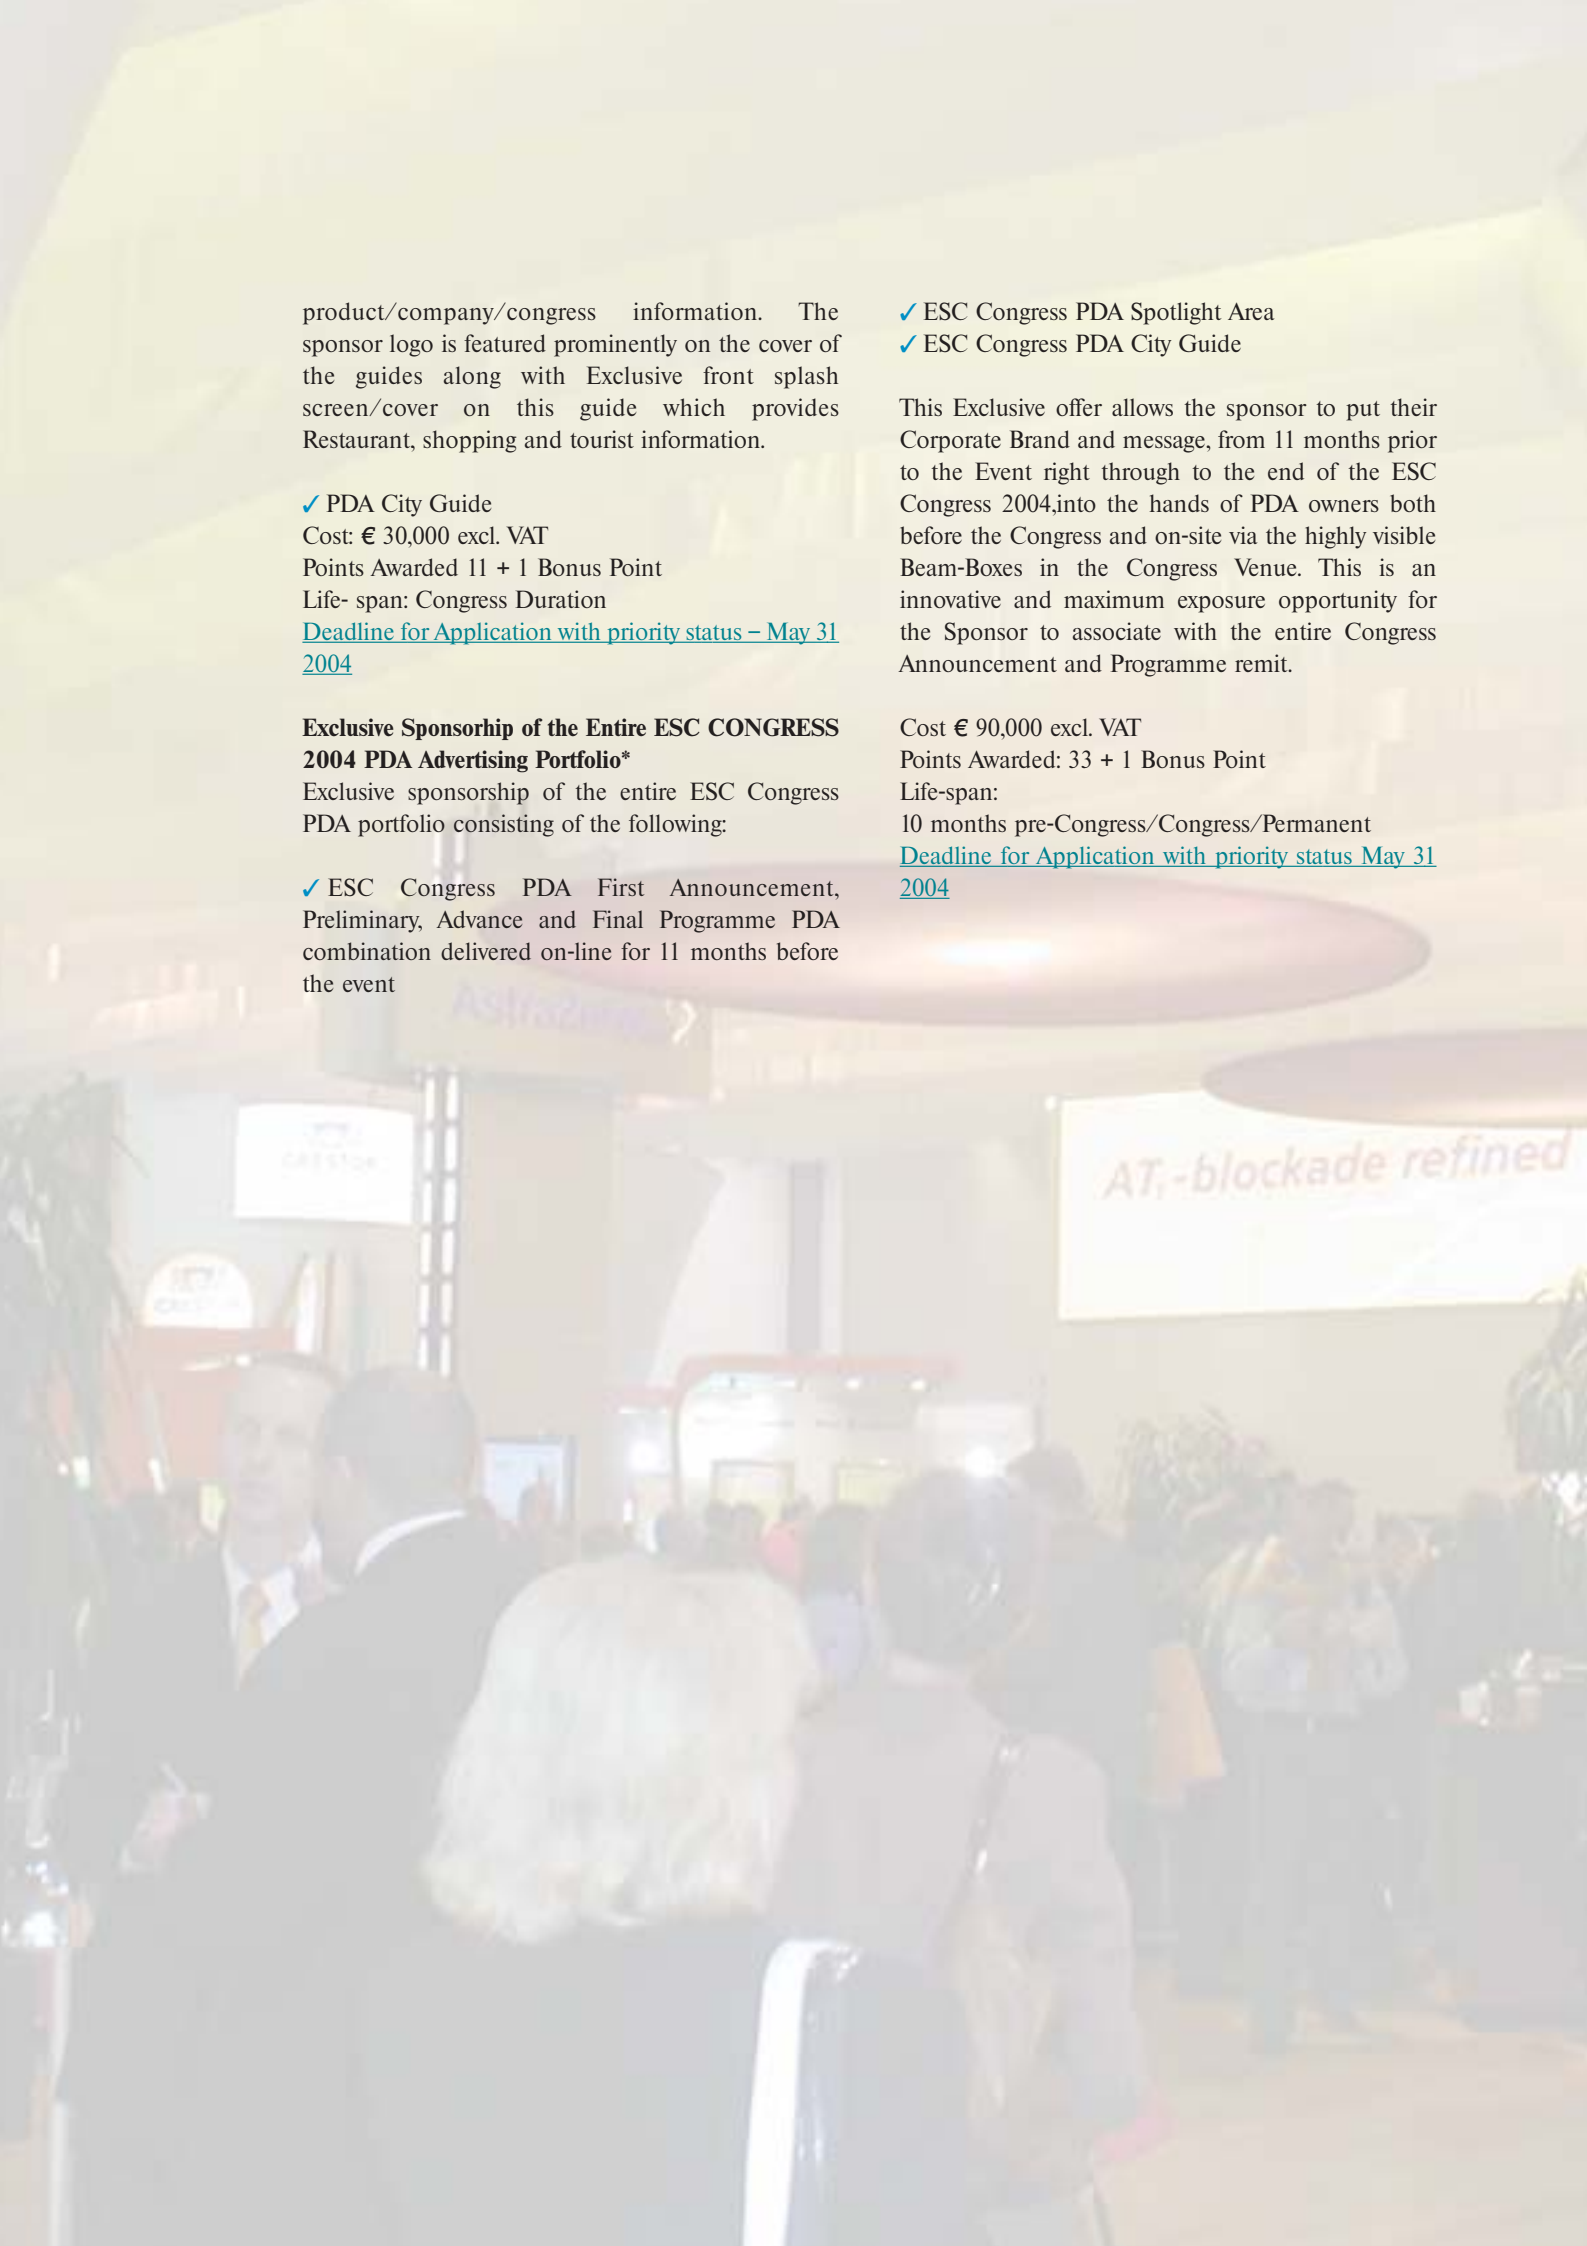 product/company/congress information. The
sponsor logo is featured prominently on the cover of
the guides along with Exclusive front splash
screen/cover on this guide which provides
Restaurant, shopping and tourist information.
✓ PDA City Guide
Cost: € 30,000 excl. VAT
Points Awarded 11 + 1 Bonus Point
Life- span: Congress Duration
Deadline for Application with priority status – May 31
2004
Exclusive Sponsorhip of the Entire ESC CONGRESS
2004 PDA Advertising Portfolio*
Exclusive sponsorship of the entire ESC Congress
PDA portfolio consisting of the following:
✓ ESC Congress PDA First Announcement,
Preliminary, Advance and Final Programme PDA
combination delivered on-line for 11 months before
the event
✓ ESC Congress PDA Spotlight Area
✓ ESC Congress PDA City Guide
This Exclusive offer allows the sponsor to put their
Corporate Brand and message, from 11 months prior
to the Event right through to the end of the ESC
Congress 2004,into the hands of PDA owners both
before the Congress and on-site via the highly visible
Beam-Boxes in the Congress Venue. This is an
innovative and maximum exposure opportunity for
the Sponsor to associate with the entire Congress
Announcement and Programme remit.
Cost € 90,000 excl. VAT
Points Awarded: 33 + 1 Bonus Point
Life-span:
10 months pre-Congress/Congress/Permanent
Deadline for Application with priority status May 31
2004
CRESTOR
AT₁-blockade refined